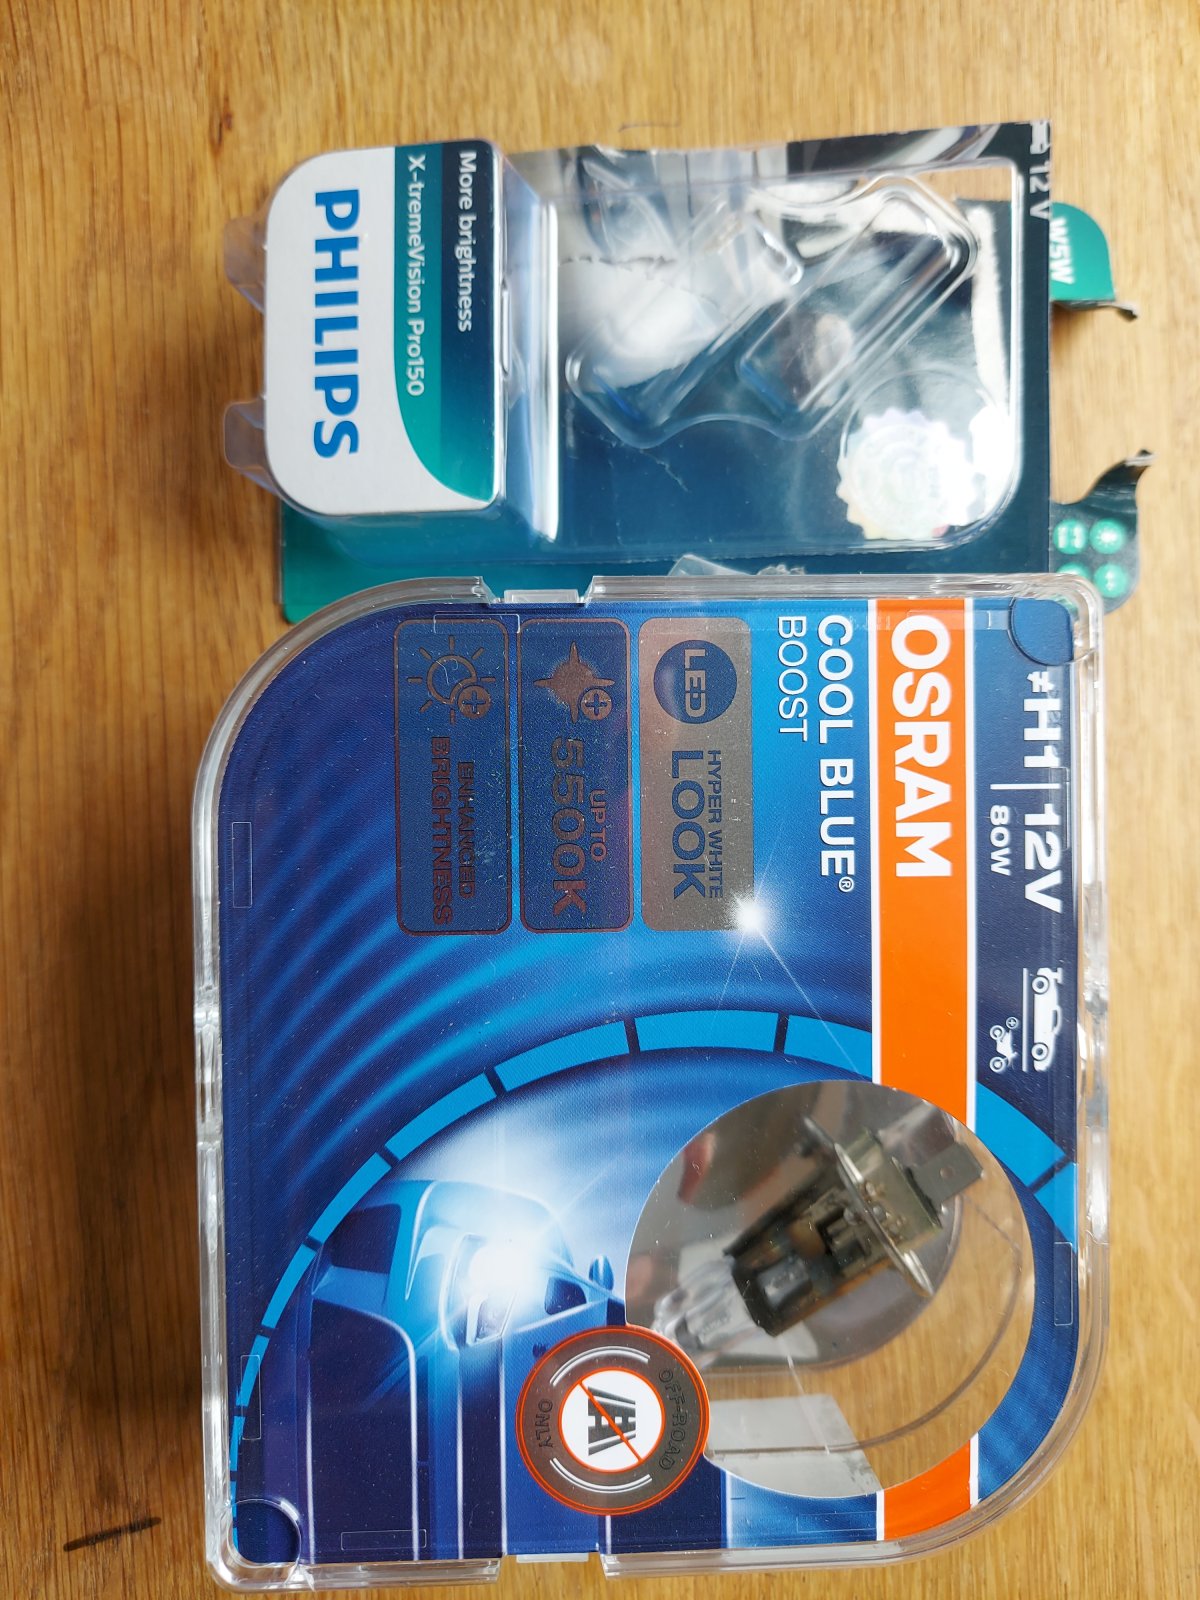 12 V
W5W
More brightness
X-tremeVision Pro150
PHILIPS
≠H1 | 12V
80W
OSRAM
COOL BLUE®
BOOST
LED
HYPER WHITE
LOOK
UP TO
5500K
ENHANCED
BRIGHTNESS
OFF-ROAD
ONLY